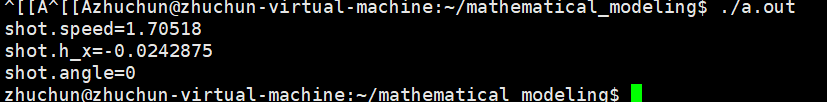 ^[[A^[[Azhuchun@zhuchun-virtual-machine:~/mathematical_modeling$ ./a.out
shot.speed=1.70518
shot.h_x=-0.0242875
shot.angle=0
zhuchun@zhuchun-virtual-machine:~/mathematical_modeling$